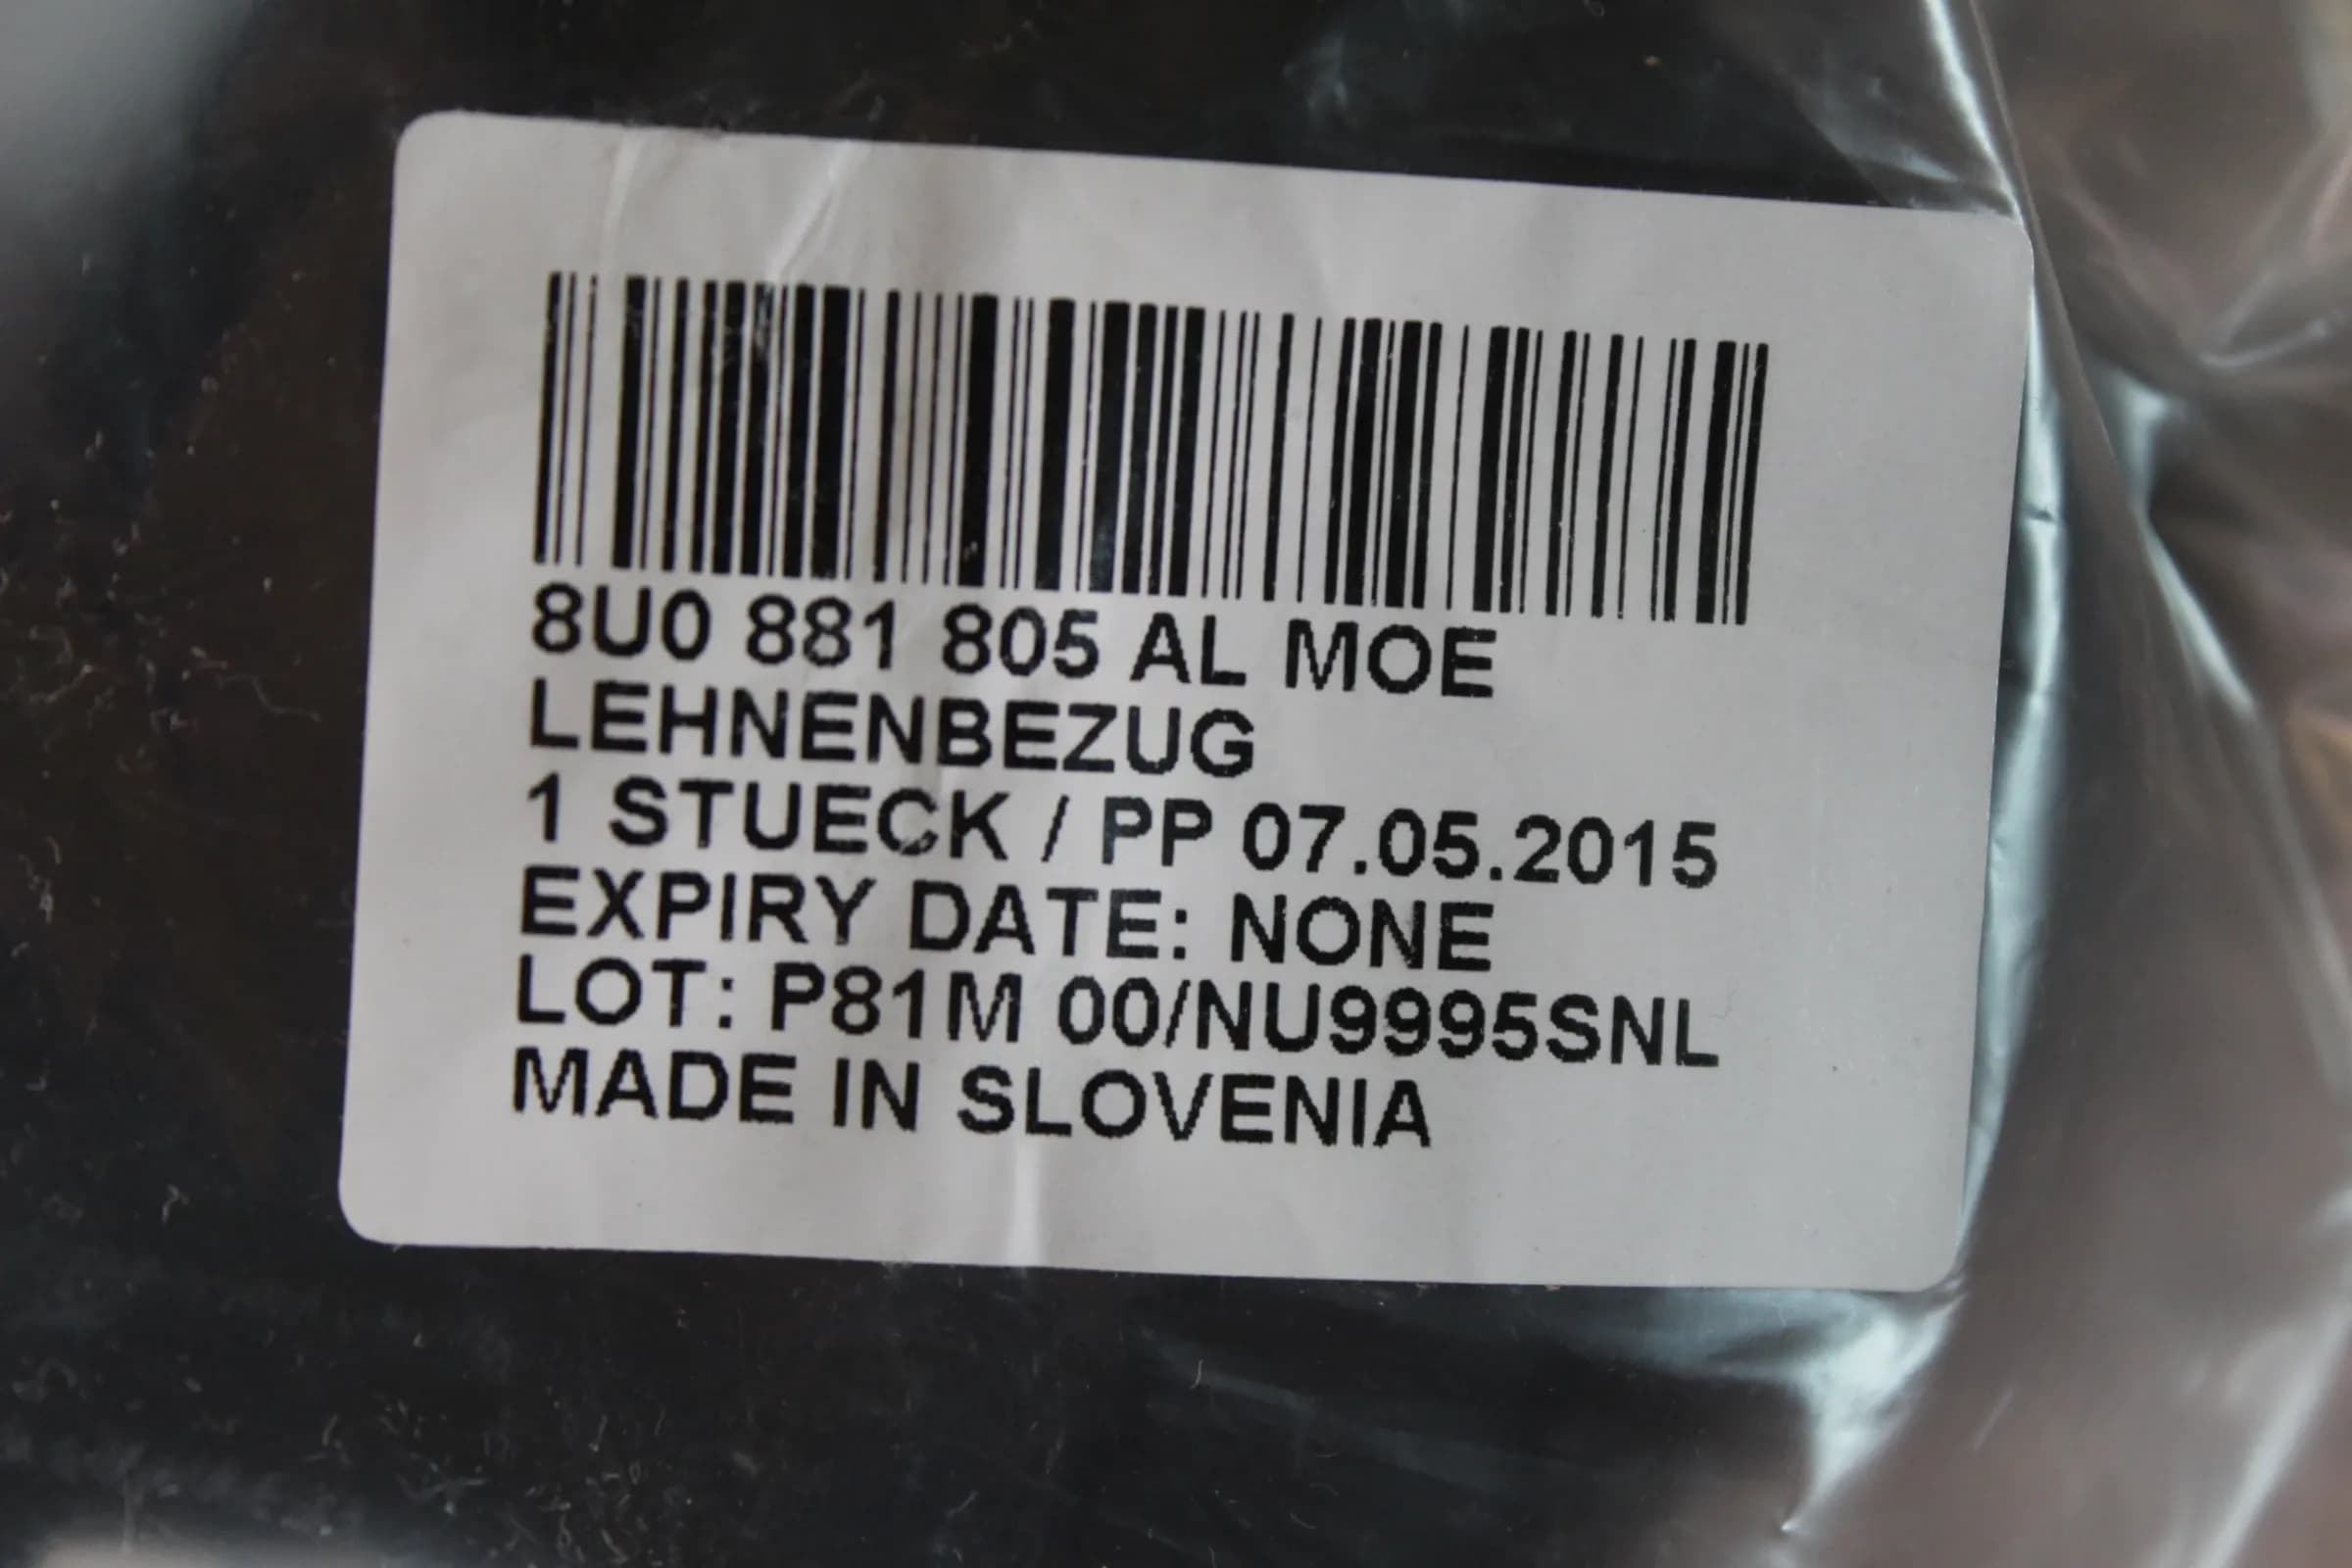 8U0 881 805 AL MOE
LEHNENBEZUG
1 STUECK / PP 07.05.2015
EXPIRY DATE: NONE
LOT: P81M 00/NU9995SNL
MADE IN SLOVENIA